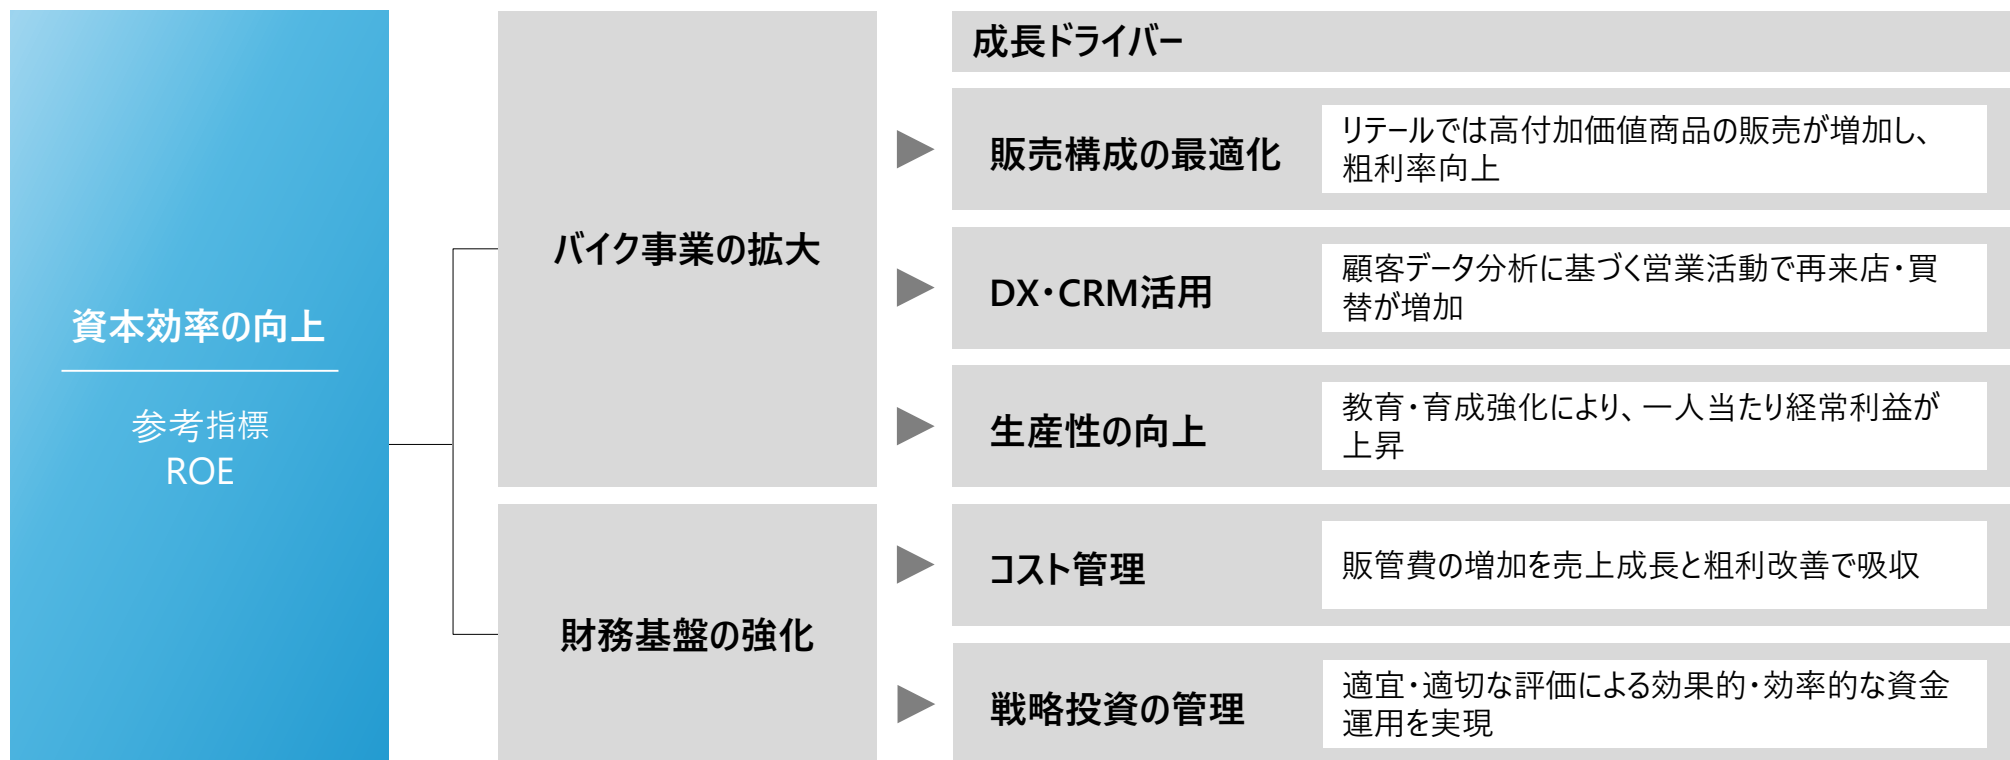 資本効率の向上
参考指標
ROE
バイク事業の拡大
財務基盤の強化
成長ドライバー
販売構成の最適化
リテールでは高付加価値商品の販売が増加し、
粗利率向上
DX・CRM活用
顧客データ分析に基づく営業活動で再来店・買
替が増加
生産性の向上
教育・育成強化により、一人当たり経常利益が
上昇
コスト管理
販管費の増加を売上成長と粗利改善で吸収
戦略投資の管理
適宜・適切な評価による効果的・効率的な資金
運用を実現